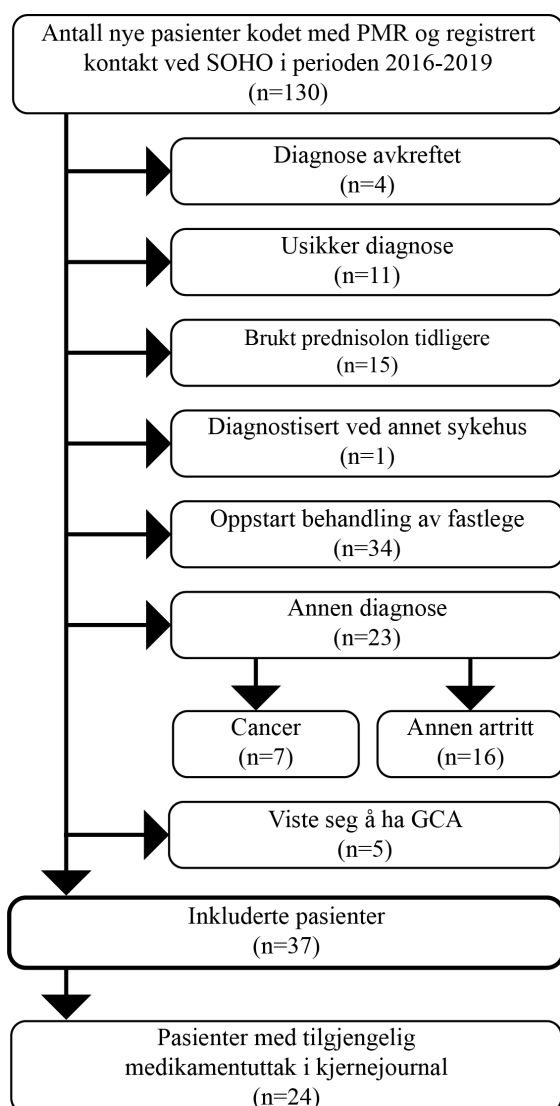 Antall nye pasienter kodet med PMR og registrert
kontakt ved SOHO i perioden 2016-2019
(n=130)
Diagnose avkreftet
(n=4)
Usikker diagnose
(n=11)
Brukt prednisolon tidligere
(n=15)
Diagnostisert ved annet sykehus
(n=1)
Oppstart behandling av fastlege
(n=34)
Annen diagnose
(n=23)
Cancer
(n=7)
Annen artritt
(n=16)
Viste seg å ha GCA
(n=5)
Inkluderte pasienter
(n=37)
Pasienter med tilgjengelig
medikamentuttak i kjernejournal
(n=24)